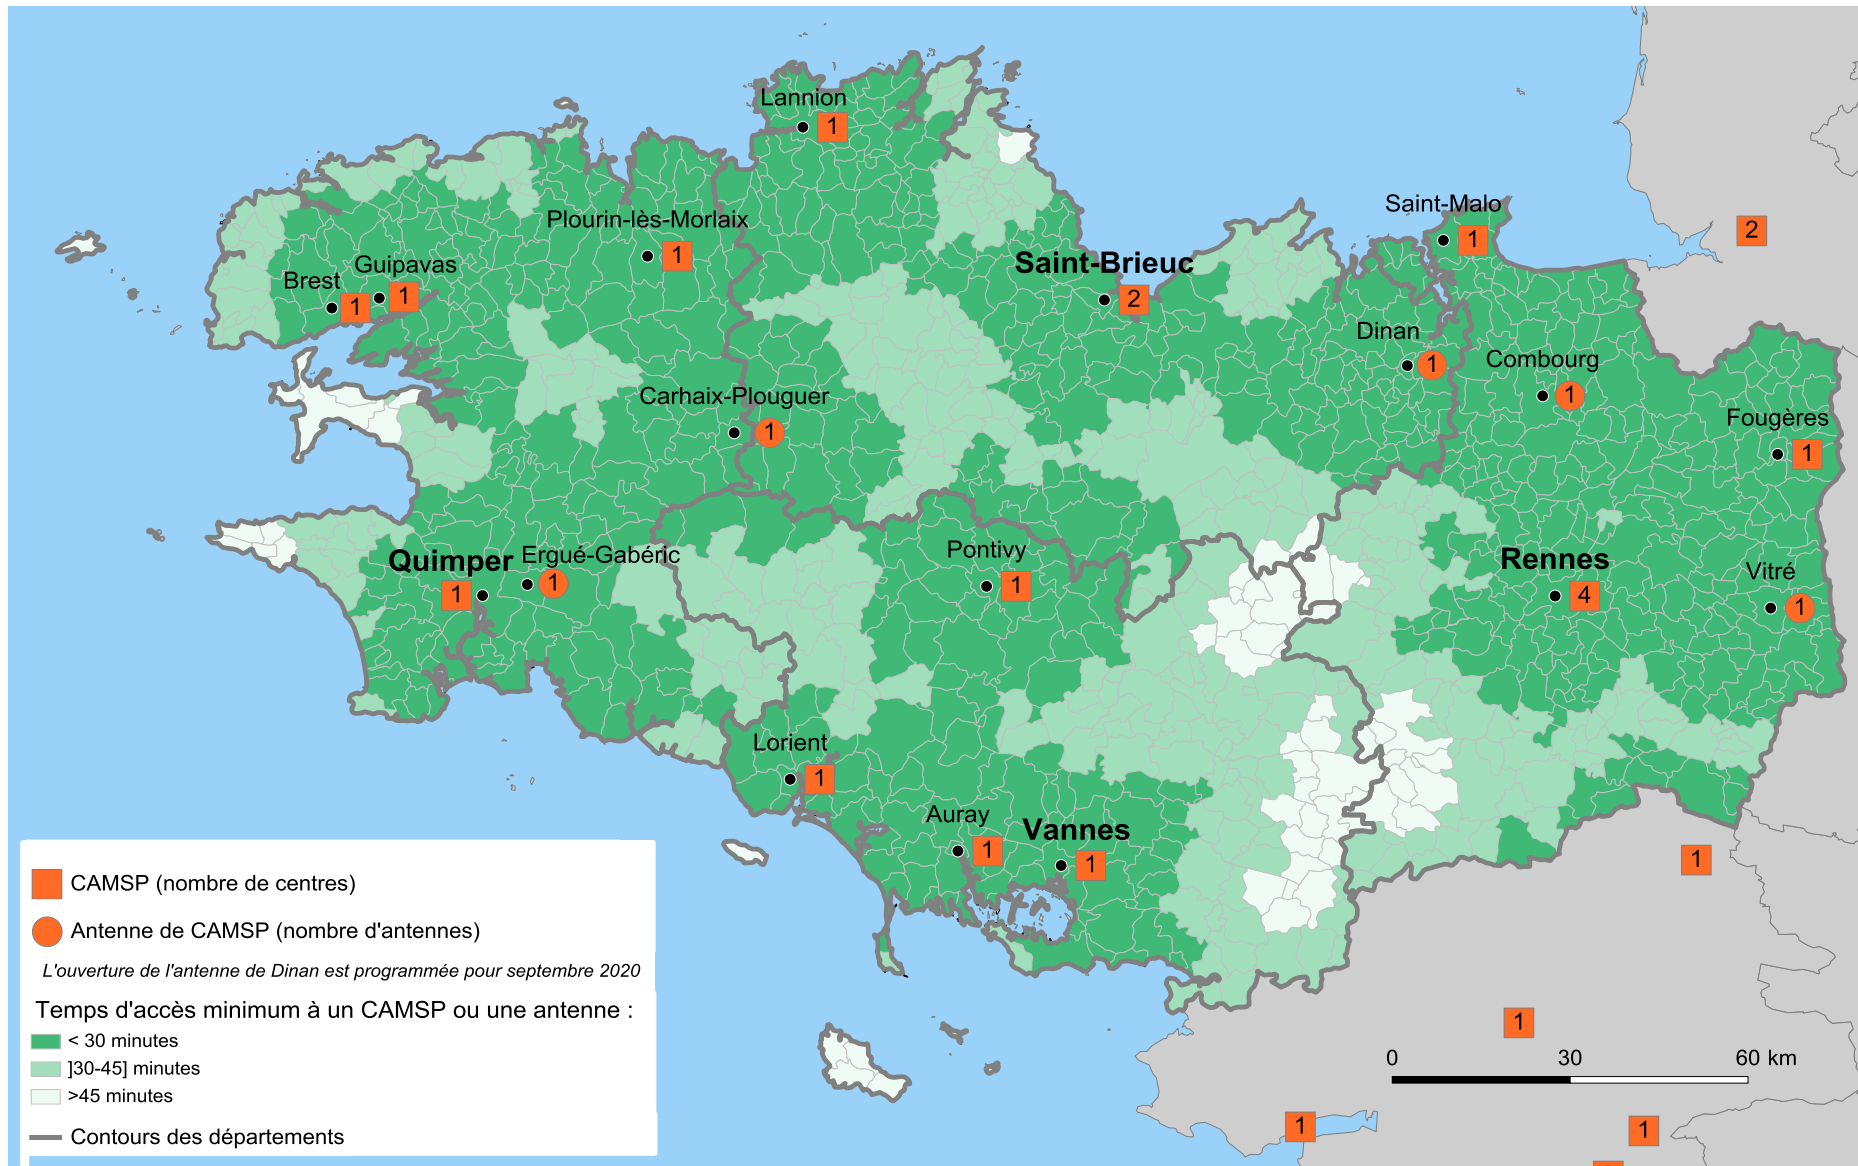 Lannion
1
Saint-Malo
1
2
Plourin-lès-Morlaix
1
Saint-Brieuc
2
Guipavas
1
Brest
1
Dinan
1
Combourg
1
Carhaix-Plouguer
1
Fougères
1
Quimper
1
Ergué-Gabéric
1
Pontivy
1
Rennes
4
Vitré
1
Lorient
1
Auray
1
Vannes
1
1
1
1
1
CAMSP (nombre de centres)
Antenne de CAMSP (nombre d'antennes)
L'ouverture de l'antenne de Dinan est programmée pour septembre 2020
Temps d'accès minimum à un CAMSP ou une antenne :
< 30 minutes
]30-45] minutes
>45 minutes
Contours des départements
0 30 60 km